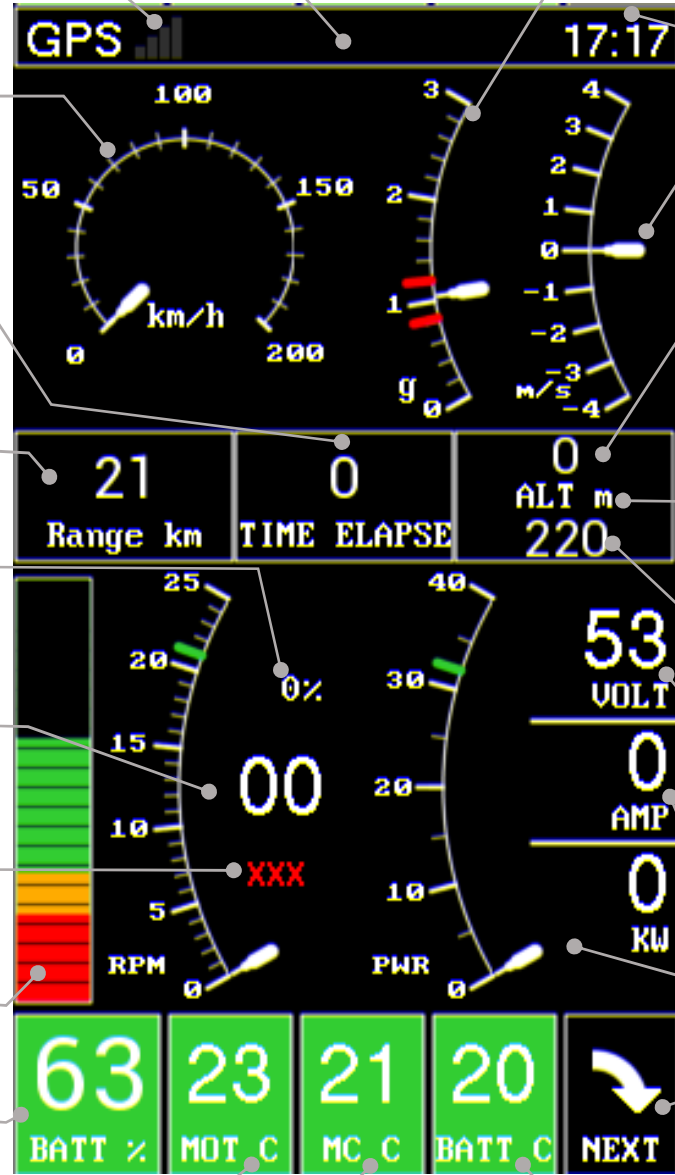 GPS 17:17
100
50
150
km/h
0
200
3
2
1
g
0
4
3
2
1
0
-1
-2
-3
m/s
-4
21
Range km
0
TIME ELAPSE
0
ALT m
220
25
20
15
10
5
RPM
0
0%
00
XXX
40
30
20
10
PWR
0
53
VOLT
0
AMP
0
KW
63
BATT %
23
MOT C
21
MC C
20
BATT C
NEXT